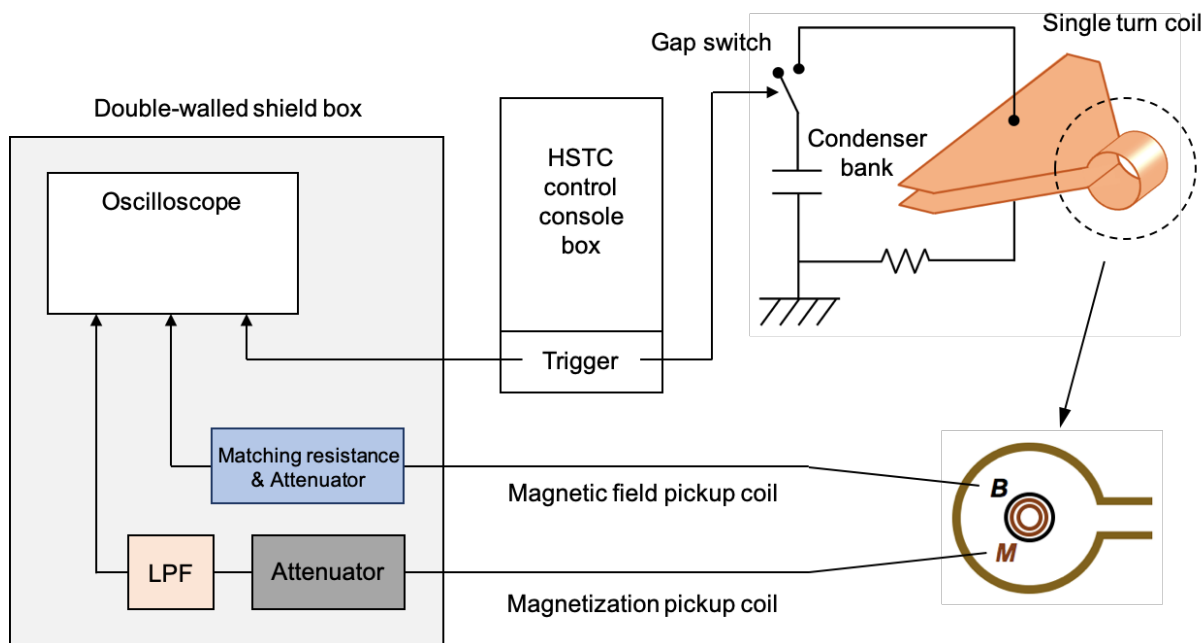 Single turn coil
Gap switch
Double-walled shield box
Condenser
bank
HSTC
control
console
box
Oscilloscope
Trigger
Matching resistance
& Attenuator
Magnetic field pickup coil
B
M
LPF
Attenuator
Magnetization pickup coil